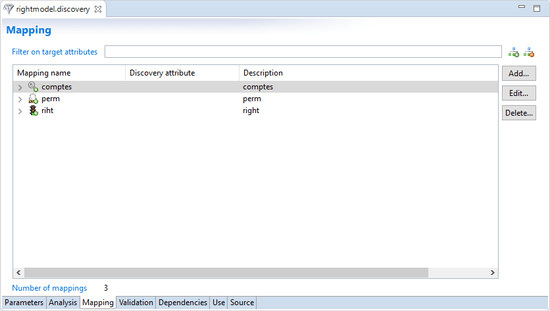 rightmodel.discovery
Mapping
Filter on target attributes
Mapping name Discovery attribute Description
comptes comptes
perm perm
riht right
Add...
Edit...
Delete...
Number of mappings 3
Parameters Analysis Mapping Validation Dependencies Use Source